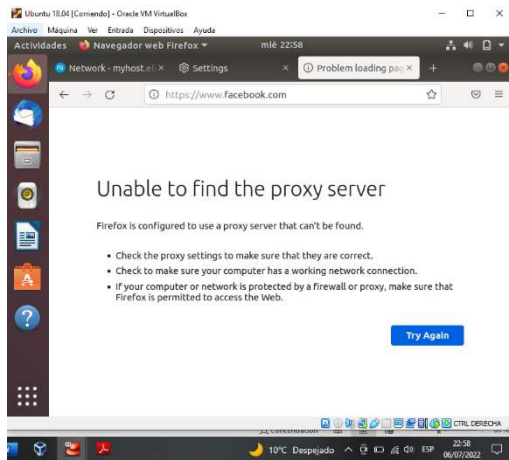 Ubuntu 18.04 [Corriendo] - Oracle VM VirtualBox
Archivo Máquina Ver Entrada Dispositivos Ayuda
Actividades Navegador web Firefox mié 22:58
Network - myhost.eli Settings Problem loading pag
https://www.facebook.com
Unable to find the proxy server
Firefox is configured to use a proxy server that can't be found.
• Check the proxy settings to make sure that they are correct.
• Check to make sure your computer has a working network connection.
• If your computer or network is protected by a firewall or proxy, make sure that
Firefox is permitted to access the Web.
Try Again
CTRL DERECHA
10°C Despejado ESP 22:58
06/07/2022